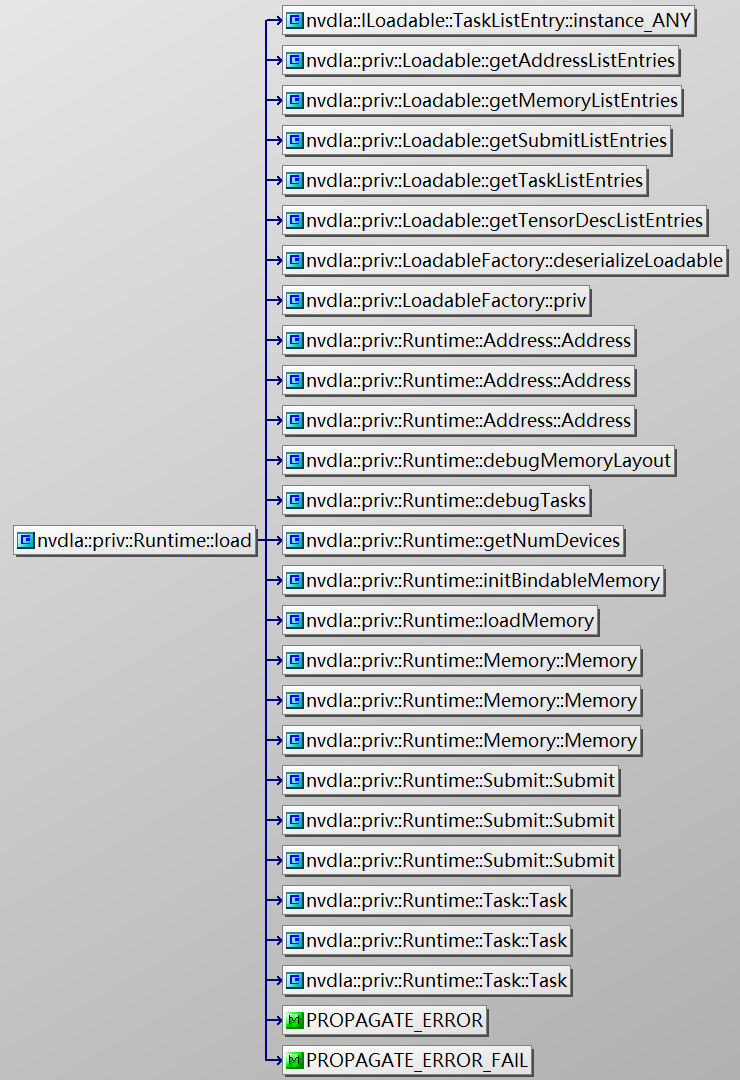 nvdla::ILoadable::TaskListEntry::instance_ANY
nvdla::priv::Loadable::getAddressListEntries
nvdla::priv::Loadable::getMemoryListEntries
nvdla::priv::Loadable::getSubmitListEntries
nvdla::priv::Loadable::getTaskListEntries
nvdla::priv::Loadable::getTensorDescListEntries
nvdla::priv::LoadableFactory::deserializeLoadable
nvdla::priv::LoadableFactory::priv
nvdla::priv::Runtime::Address::Address
nvdla::priv::Runtime::Address::Address
nvdla::priv::Runtime::Address::Address
nvdla::priv::Runtime::debugMemoryLayout
nvdla::priv::Runtime::debugTasks
nvdla::priv::Runtime::load
nvdla::priv::Runtime::getNumDevices
nvdla::priv::Runtime::initBindableMemory
nvdla::priv::Runtime::loadMemory
nvdla::priv::Runtime::Memory::Memory
nvdla::priv::Runtime::Memory::Memory
nvdla::priv::Runtime::Memory::Memory
nvdla::priv::Runtime::Submit::Submit
nvdla::priv::Runtime::Submit::Submit
nvdla::priv::Runtime::Submit::Submit
nvdla::priv::Runtime::Task::Task
nvdla::priv::Runtime::Task::Task
nvdla::priv::Runtime::Task::Task
PROPAGATE_ERROR
PROPAGATE_ERROR_FAIL